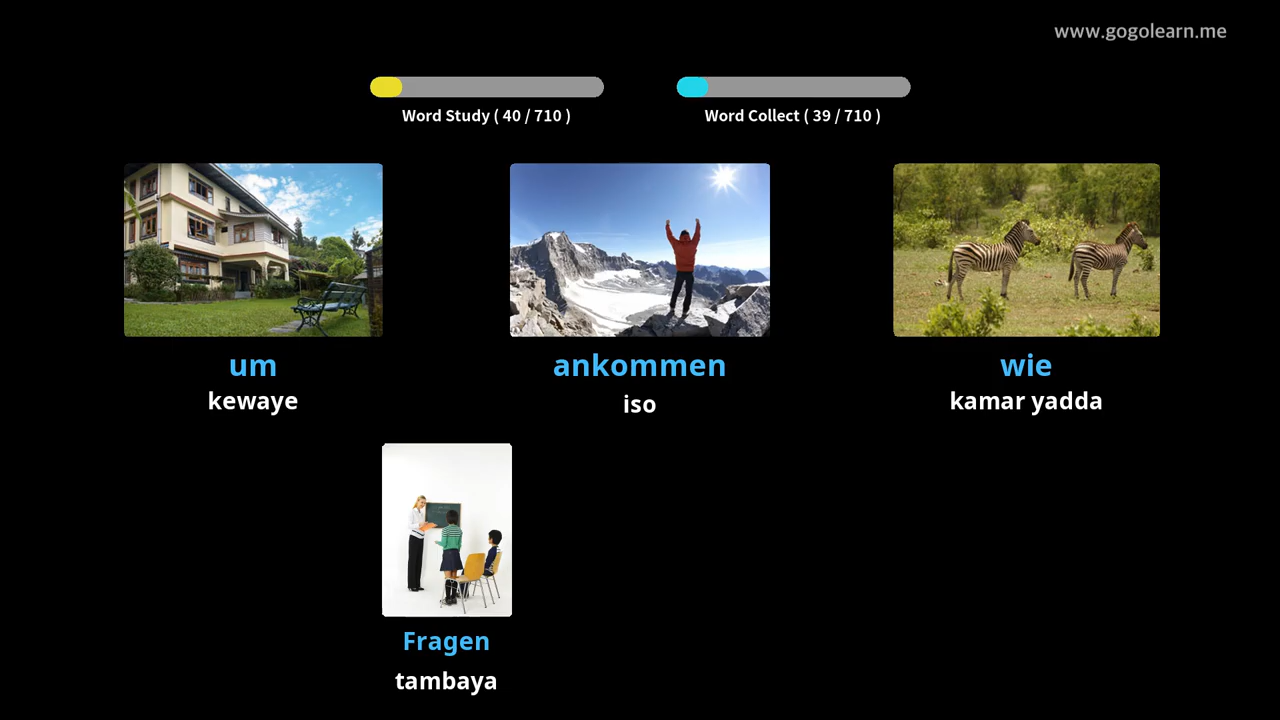 www.gogolearn.me
Word Study ( 40 / 710 )
Word Collect ( 39 / 710 )
um
kewaye
ankommen
iso
wie
kamar yadda
Fragen
tambaya